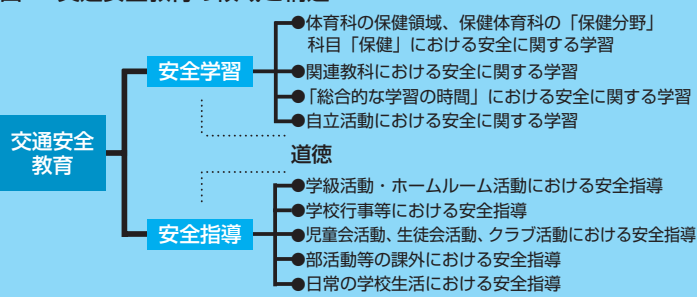 ●体育科の保健領域、保健体育科の「保健分野」
科目「保健」における安全に関する学習
安全学習
●関連教科における安全に関する学習
●「総合的な学習の時間」における安全に関する学習
●自立活動における安全に関する学習
交通安全
教育
道徳
●学級活動・ホームルーム活動における安全指導
●学校行事等における安全指導
安全指導
●児童会活動、生徒会活動、クラブ活動における安全指導
●部活動等の課外における安全指導
●日常の学校生活における安全指導